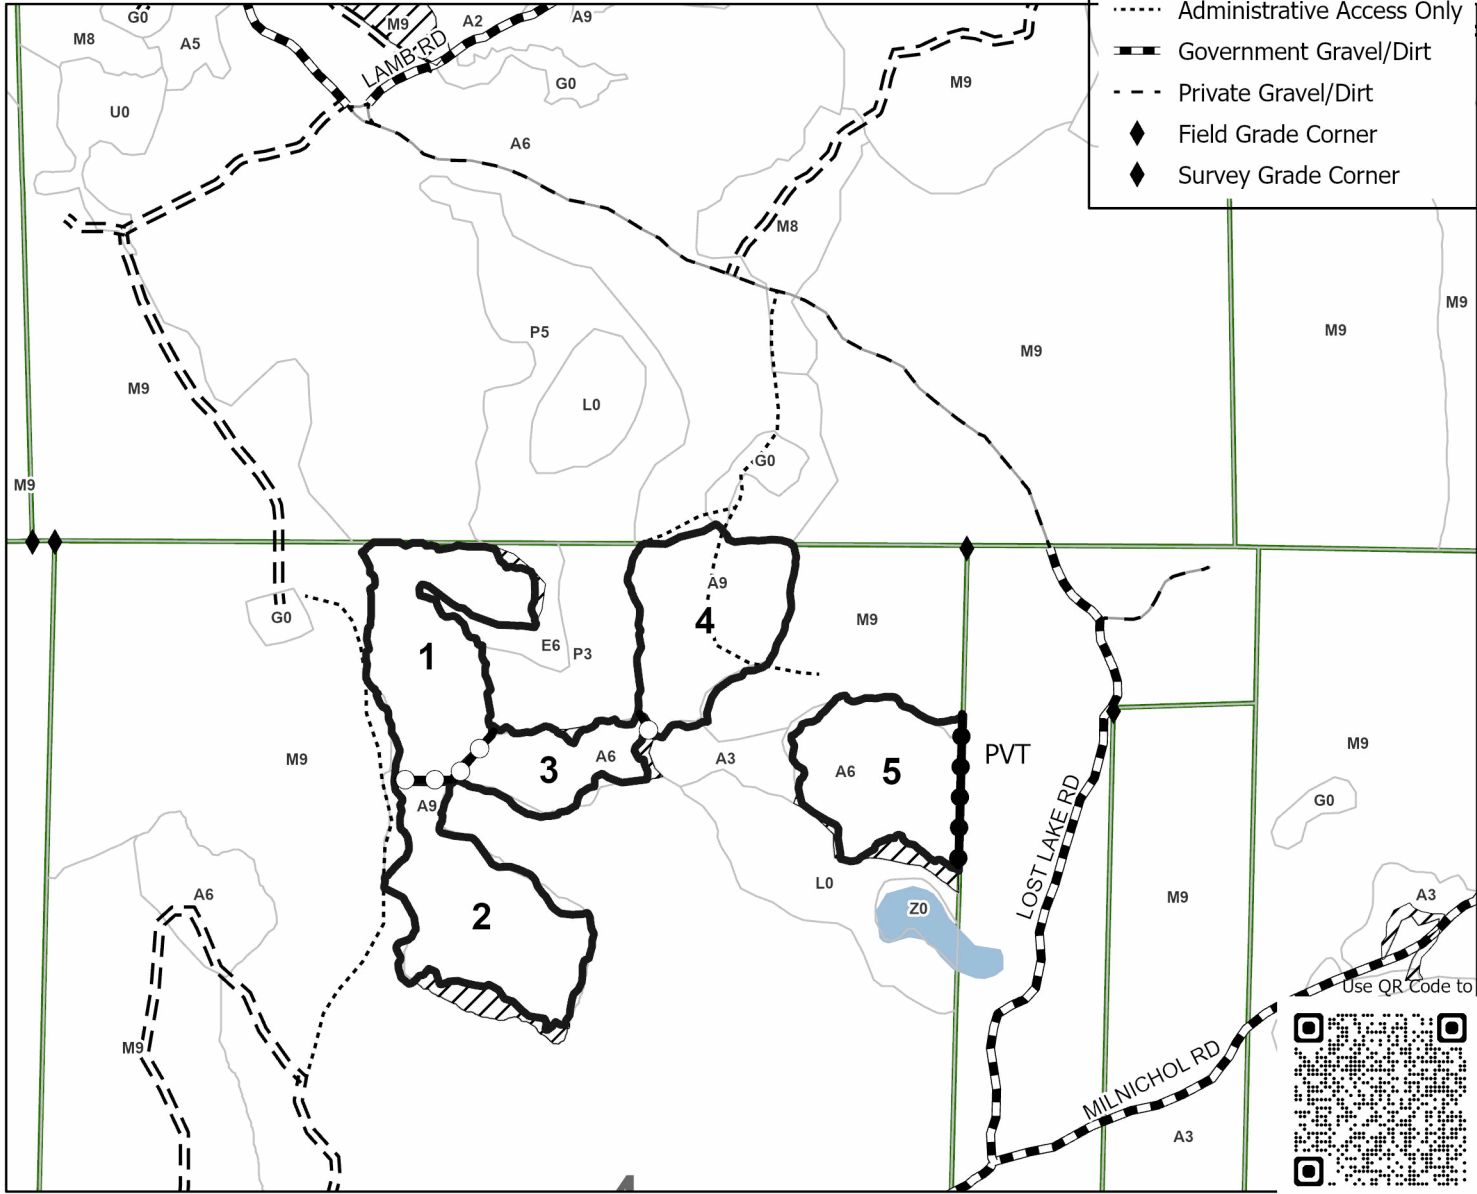 G0
M9
A2
A9
Administrative Access Only
M8
A5
LAMB RD
Government Gravel/Dirt
G0
M9
Private Gravel/Dirt
U0
Field Grade Corner
A6
Survey Grade Corner
M8
M9
P5
M9
M9
M9
L0
G0
M9
A9
G0
4
M9
1
E6
P3
M9
A6
A3
PVT
M9
3
A6
5
A9
LOST LAKE RD
G0
L0
A6
M9
A3
2
Z0
Use QR Code to
M9
MILNICHOL RD
A3